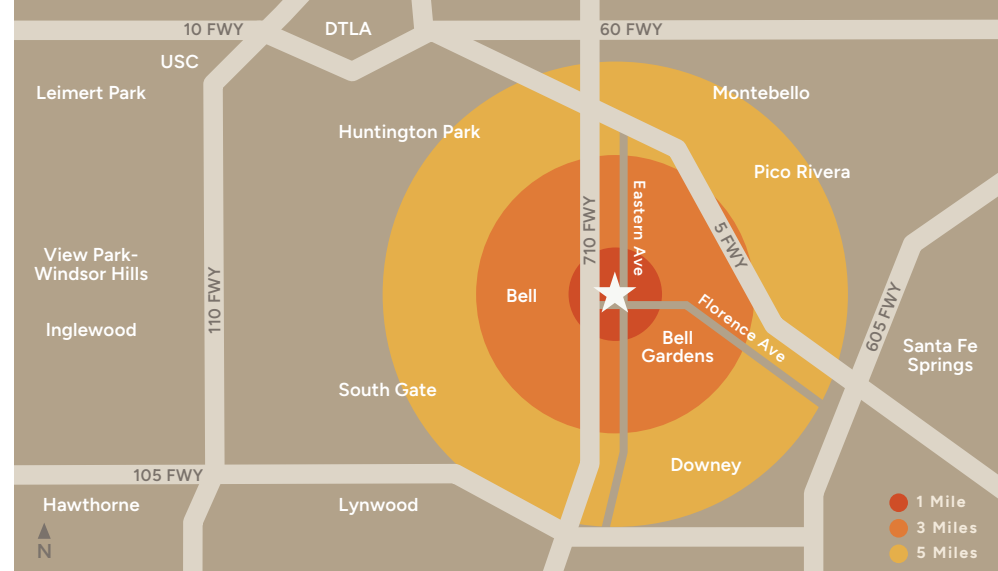 10 FWY
DTLA
60 FWY
USC
Leimert Park
Montebello
Huntington Park
Pico Rivera
Eastern Ave
710 FWY
5 FWY
View Park-
Windsor Hills
110 FWY
Bell
Florence Ave
605 FWY
Inglewood
Bell
Gardens
Santa Fe
Springs
South Gate
105 FWY
Downey
Hawthorne
Lynwood
N
1 Mile
3 Miles
5 Miles